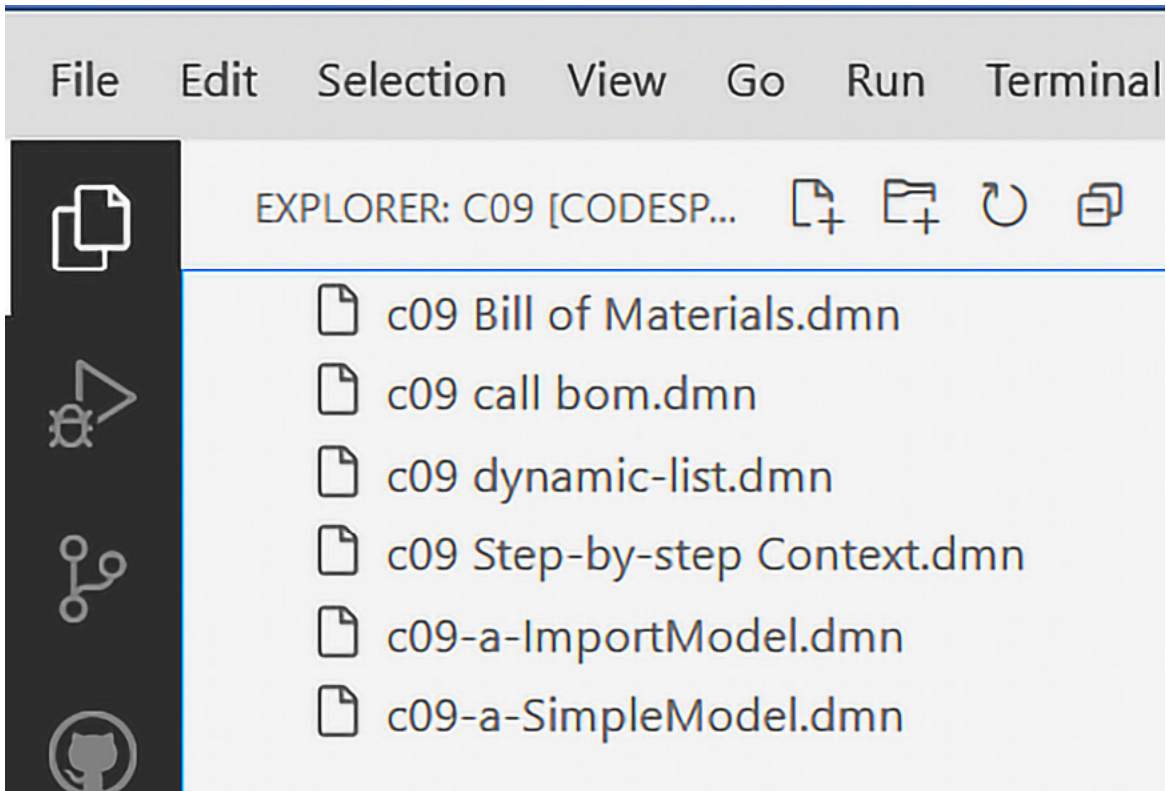 File Edit Selection View Go Run Terminal
EXPLORER: C09 [CODESP...
c09 Bill of Materials.dmn
c09 call bom.dmn
c09 dynamic-list.dmn
c09 Step-by-step Context.dmn
c09-a-ImportModel.dmn
c09-a-SimpleModel.dmn